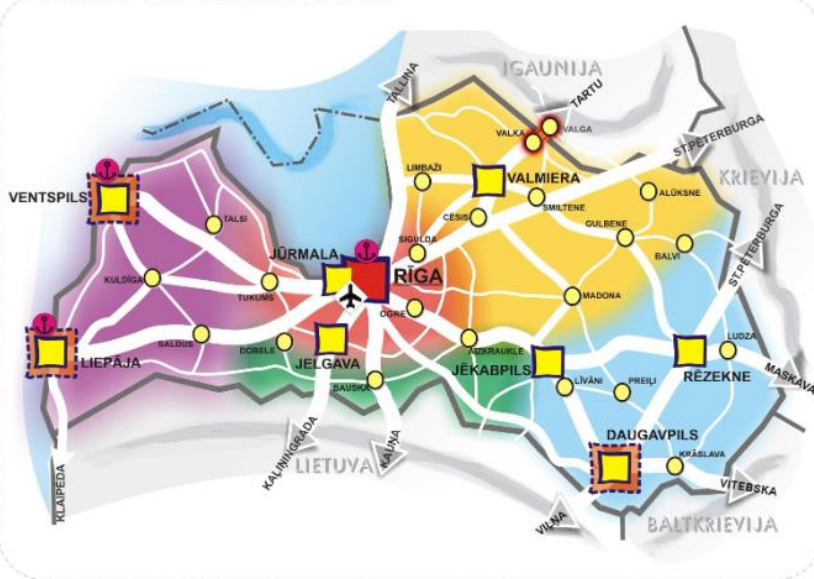 IGAUNIJA
TALLINA
TARTU
VALKA
VALGA
ST.PĒTERBURGA
LIMBAŽI
VALMIERA
KRIEVIJA
VENTSPILS
ALŪKSNE
SMILTENE
CĒSIS
TALSI
GULBENE
SIGULDA
BALVI
JŪRMALA
RĪGA
ST.PĒTERBURGA
KULDĪGA
TUKUMS
MADONA
OGRE
SALDUS
LUDZA
DOBELE
AIZKRAUKLE
LIEPĀJA
JELGAVA
JĒKABPILS
RĒZEKNE
MASKAVA
BAUSKA
LĪVĀNI
PREIĻI
DAUGAVPILS
KAĻIŅINGRADA
KAUŅA
LIETUVA
KRĀSLAVA
KLAIPĒDA
VITEBSKA
VIĻŅA
BALTKRIEVIJA